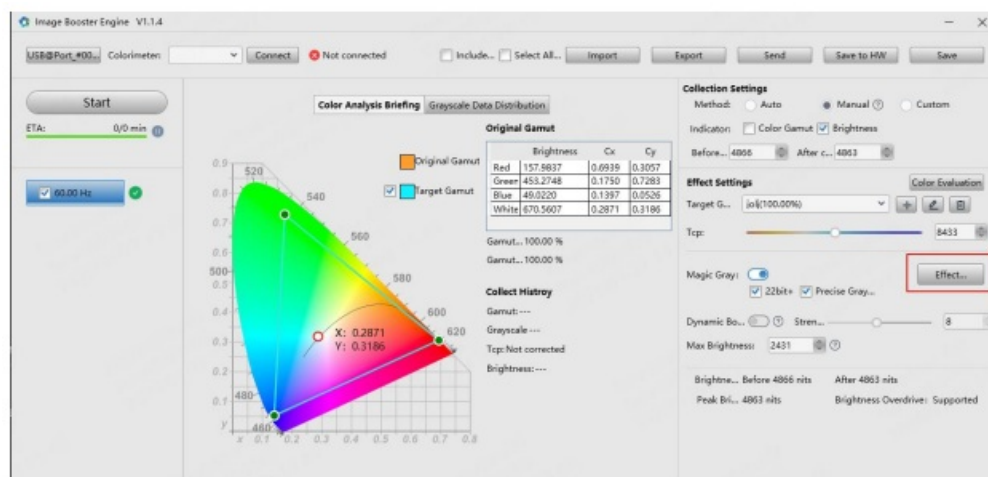 Image Booster Engine V1.1.4
USB@Port_#00... Colorimeter: Connect Not connected Include... Select All... Import Export Send Save to HW Save
Start
ETA: 0/0 min
60.00 Hz
Color Analysis Briefing Grayscale Data Distribution
Original Gamut
Target Gamut
0.9
0.6
500
0.5
0.4
0.3
0.2
0.1
y
x 0.1 0.2 0.3 0.4 0.5 0.6 0.7 0.8
520
540
560
580
600
620
480
460
X: 0.2871
Y: 0.3186
Original Gamut
Brightness Cx Cy
Red 157.9837 0.6939 0.3057
Green 453.2748 0.1750 0.7283
Blue 49.0220 0.1397 0.0526
White 670.5607 0.2871 0.3186
Gamut... 100.00 %
Gamut... 100.00 %
Collect Histroy
Gamut: ---
Grayscale ---
Tcp: Not corrected
Brightness: ---
Collection Settings
Method: Auto Manual Custom
Indicator: Color Gamut Brightness
Before... 4866 After c... 4863
Effect Settings Color Evaluation
Target G... (100.00%)
Tcp: 8433
Magic Gray: Effect...
22bit+ Precise Gray...
Dynamic Bo... Stren... 8
Max Brightness: 2431
Brightne... Before 4866 nits After 4863 nits
Peak Bri... 4863 nits Brightness Overdrive: Supported